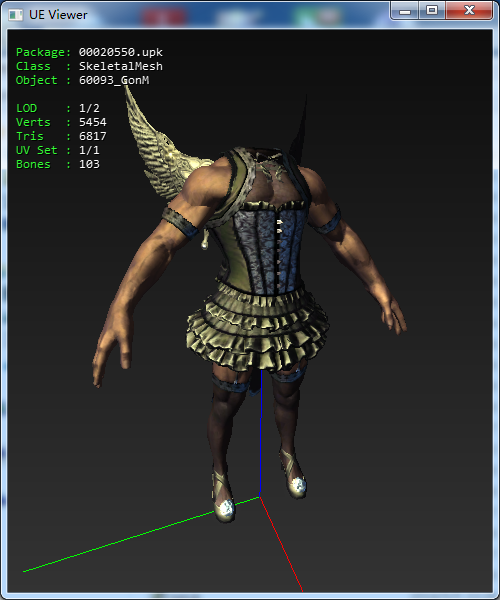 UE Viewer
Package: 00020550.upk
Class : SkeletalMesh
Object : 60093_GonM
LOD : 1/2
Verts : 5454
Tris : 6817
UV Set : 1/1
Bones : 103